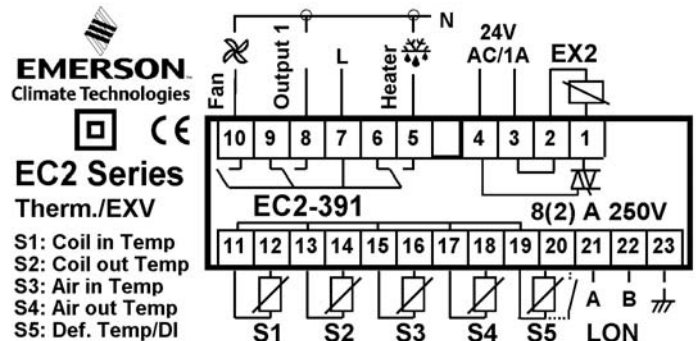 N
24V
AC/1A
EX2
Fan
Output 1
L
Heater
EMERSON
Climate Technologies
CE
10 9 8 7 6 5 4 3 2 1
EC2 Series
Therm./EXV
EC2-391
8(2) A 250V
11 12 13 14 15 16 17 18 19 20 21 22 23
S1: Coil in Temp
S2: Coil out Temp
S3: Air in Temp
S4: Air out Temp
S5: Def. Temp/DI
A B
S1 S2 S3 S4 S5 LON